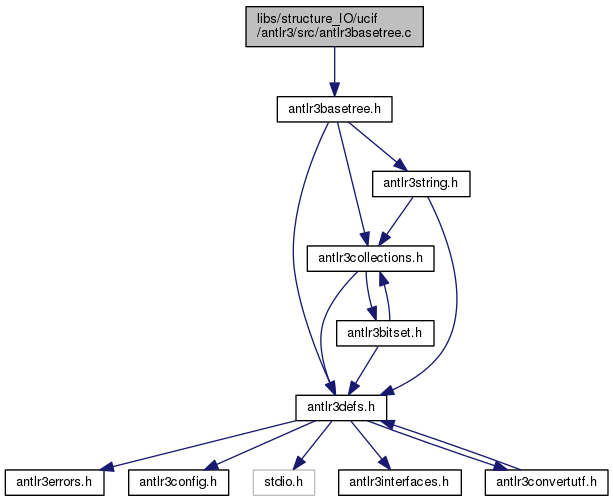 libs/structure_IO/ucif
/antlr3/src/antlr3basetree.c
antlr3basetree.h
antlr3string.h
antlr3collections.h
antlr3bitset.h
antlr3defs.h
antlr3errors.h
antlr3config.h
stdio.h
antlr3interfaces.h
antlr3convertutf.h